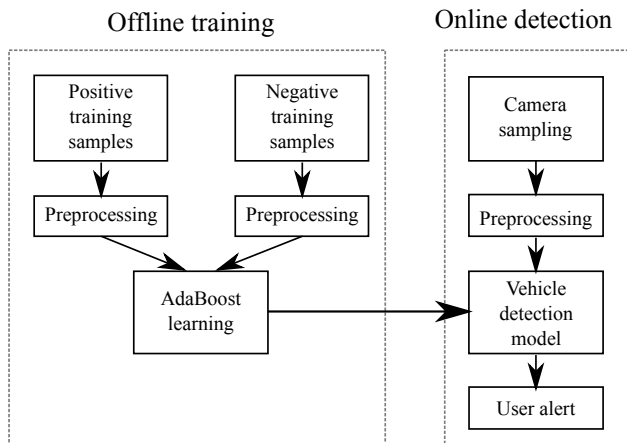 Offline training
Online detection
Positive
training
samples
Negative
training
samples
Camera
sampling
Preprocessing
Preprocessing
Preprocessing
AdaBoost
learning
Vehicle
detection
model
User alert